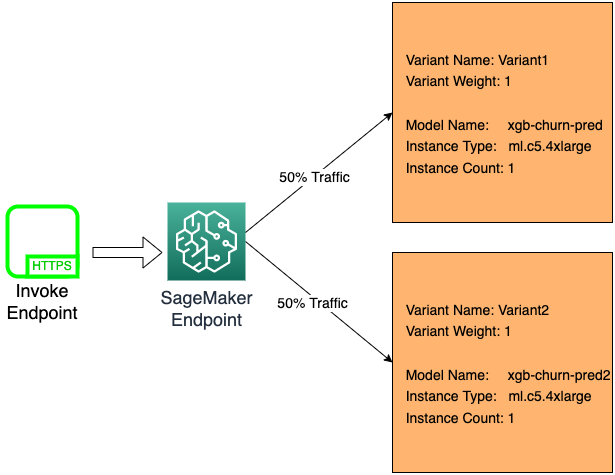 HTTPS
Invoke
Endpoint
SageMaker
Endpoint
50% Traffic
50% Traffic
Variant Name: Variant1
Variant Weight: 1
Model Name: xgb-churn-pred
Instance Type: ml.c5.4xlarge
Instance Count: 1
Variant Name: Variant2
Variant Weight: 1
Model Name: xgb-churn-pred2
Instance Type: ml.c5.4xlarge
Instance Count: 1